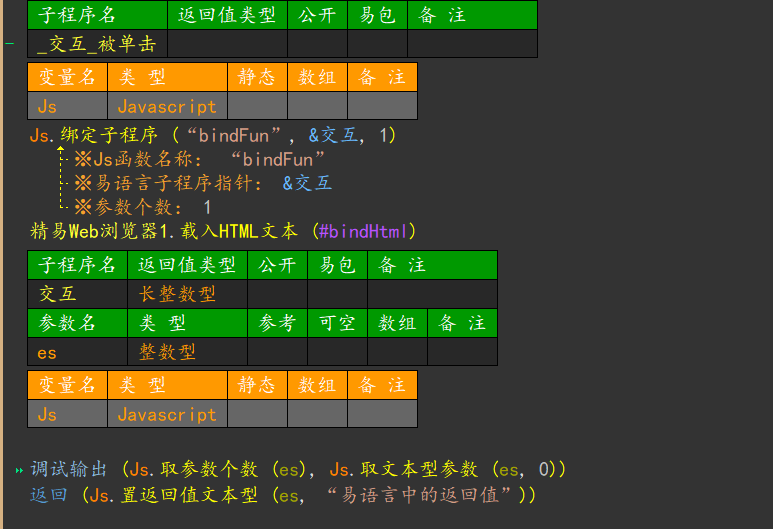 子程序名 返回值类型 公开 易包 备 注
_交互_被单击
变量名 类 型 静态 数组 备 注
Js Javascript
Js.绑定子程序 (“bindFun”, &交互, 1)
※Js函数名称： “bindFun”
※易语言子程序指针： &交互
※参数个数： 1
精易Web浏览器1.载入HTML文本 (#bindHtml)
子程序名 返回值类型 公开 易包 备 注
交互 长整数型
参数名 类 型 参考 可空 数组 备 注
es 整数型
变量名 类 型 静态 数组 备 注
Js Javascript
调试输出 (Js.取参数个数 (es), Js.取文本型参数 (es, 0))
返回 (Js.置返回值文本型 (es, “易语言中的返回值”))